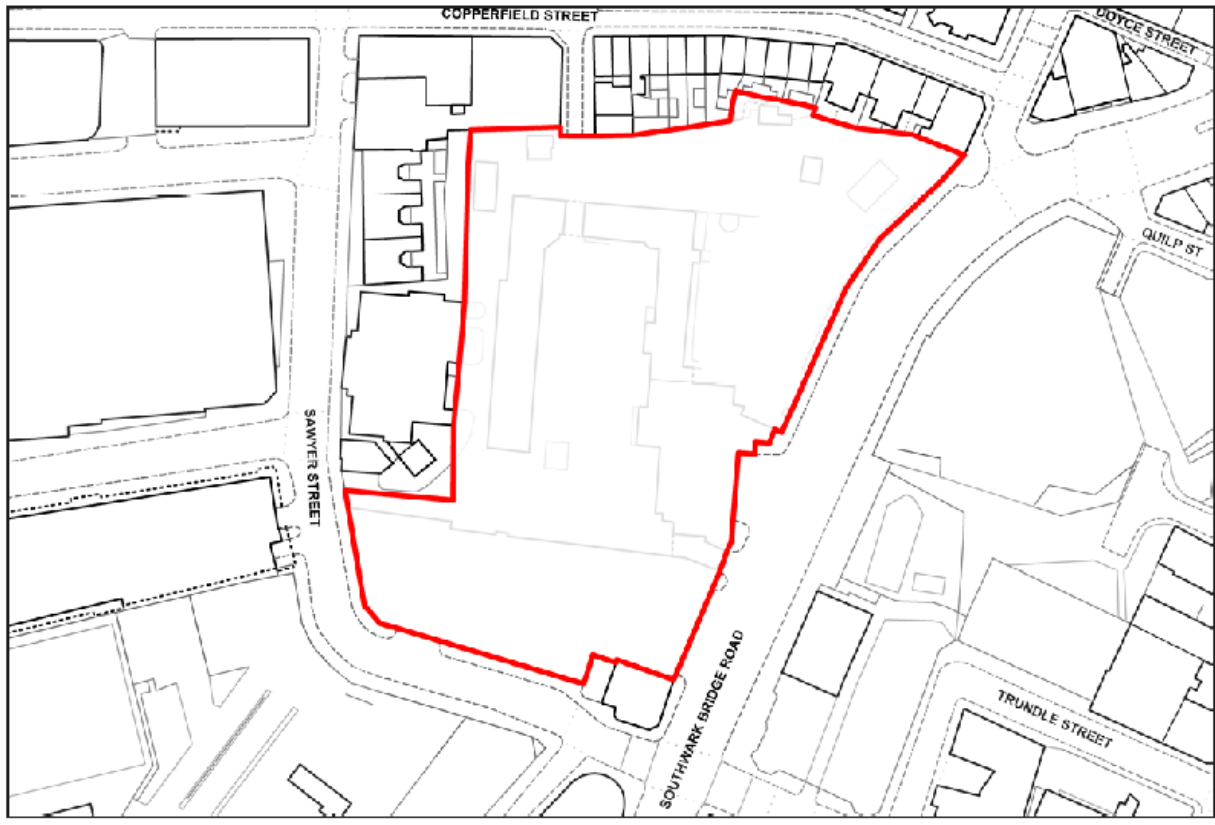 COPPERFIELD STREET
DOYCE STREET
QUILP ST
SAWYER STREET
SOUTHWARK BRIDGE ROAD
TRUNDLE STREET